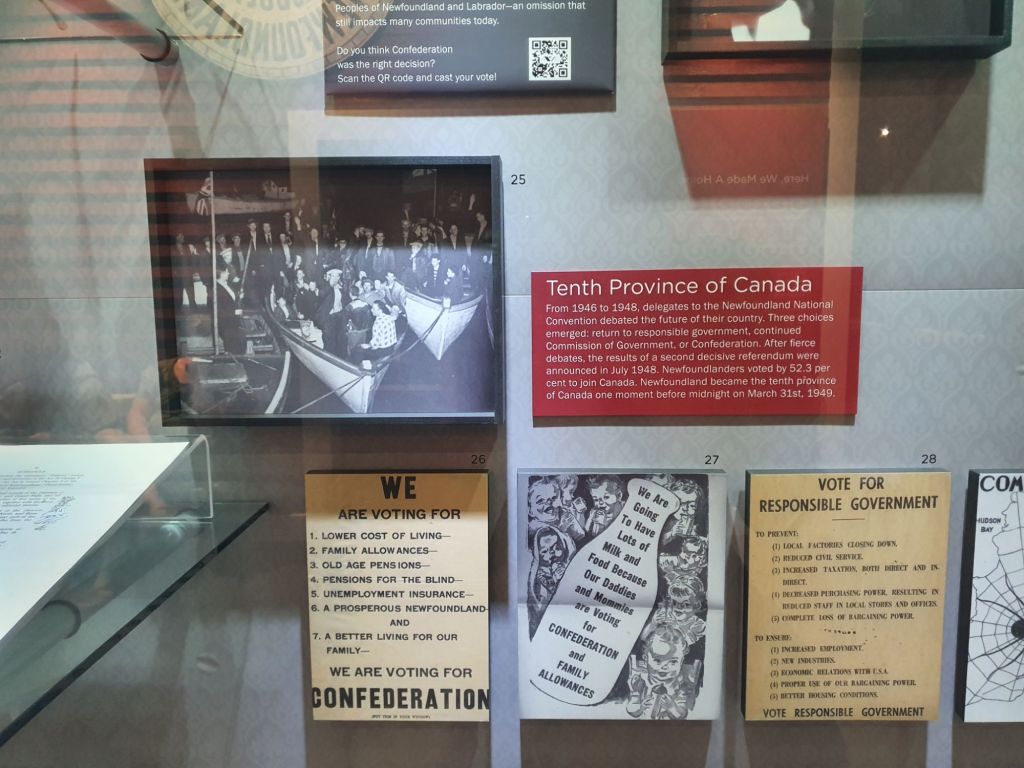 Peoples of Newfoundland and Labrador—an omission that
still impacts many communities today.
Do you think Confederation
was the right decision?
Scan the QR code and cast your vote!
Here, We Made A
25
Tenth Province of Canada
From 1946 to 1948, delegates to the Newfoundland National
Convention debated the future of their country. Three choices
emerged: return to responsible government, continued
Commission of Government, or Confederation. After fierce
debates, the results of a second decisive referendum were
announced in July 1948. Newfoundlanders voted by 52.3 per
cent to join Canada. Newfoundland became the tenth province
of Canada one moment before midnight on March 31st, 1949.
26
WE
ARE VOTING FOR
1. LOWER COST OF LIVING—
2. FAMILY ALLOWANCES—
3. OLD AGE PENSIONS—
4. PENSIONS FOR THE BLIND—
5. UNEMPLOYMENT INSURANCE—
6. A PROSPEROUS NEWFOUNDLAND-
AND
7. A BETTER LIVING FOR OUR
FAMILY—
WE ARE VOTING FOR
CONFEDERATION
27
We Are
Going
To Have
Lots of
Milk and
Food Because
Our Daddies
and Mommies
are Voting
for
CONFEDERATION
and
FAMILY
ALLOWANCES
28
VOTE FOR
RESPONSIBLE GOVERNMENT
TO PREVENT:
(1) LOCAL FACTORIES CLOSING DOWN.
(2) REDUCED CIVIL SERVICE.
(3) INCREASED TAXATION, BOTH DIRECT AND IN-
DIRECT.
(4) DECREASED PURCHASING POWER, RESULTING IN
REDUCED STAFF IN LOCAL STORES AND OFFICES.
(5) COMPLETE LOSS OF BARGAINING POWER.
TO ENSURE:
(1) INCREASED EMPLOYMENT.
(2) NEW INDUSTRIES.
(3) ECONOMIC RELATIONS WITH U.S.A.
(4) PROPER USE OF OUR BARGAINING POWER.
(5) BETTER HOUSING CONDITIONS.
VOTE RESPONSIBLE GOVERNMENT
COM
HUDSON
BAY